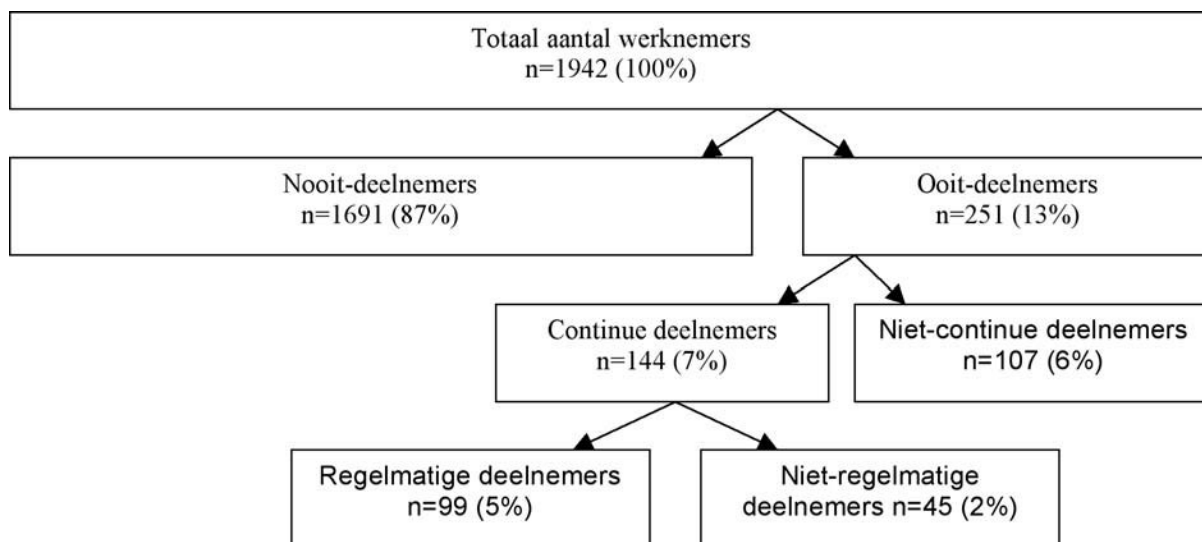 Totaal aantal werknemers
n=1942 (100%)
Nooit-deelnemers
n=1691 (87%)
Ooit-deelnemers
n=251 (13%)
Continue deelnemers
n=144 (7%)
Niet-continue deelnemers
n=107 (6%)
Regelmatige deelnemers
n=99 (5%)
Niet-regelmatige
deelnemers n=45 (2%)